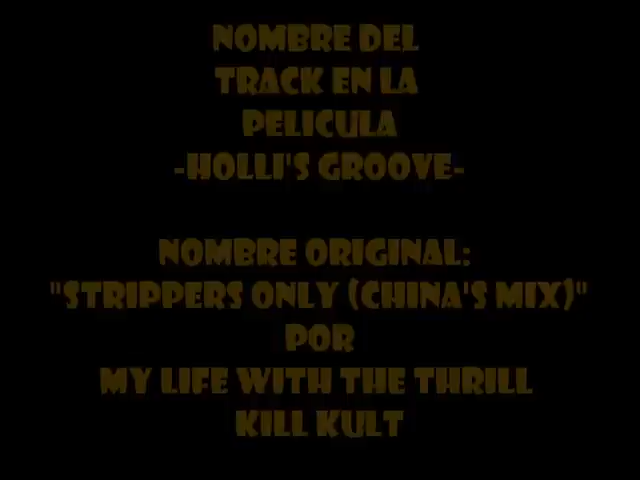 NOMBRE DEL
TRACK EN LA
PELICULA
-HOLLI'S GROOVE-
NOMBRE ORIGINAL:
"STRIPPERS ONLY (CHINA'S MIX)"
POR
MY LIFE WITH THE THRILL
KILL KULT